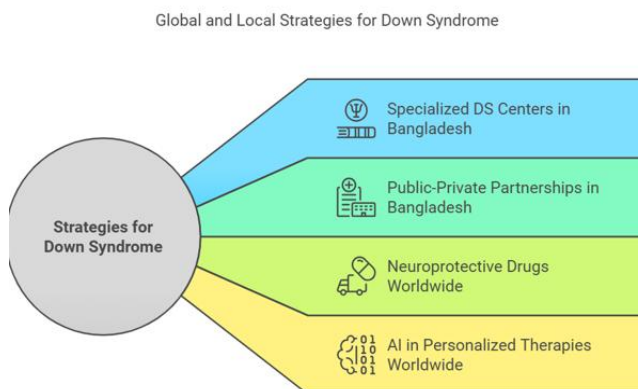 Global and Local Strategies for Down Syndrome
Strategies for
Down Syndrome
Specialized DS Centers in
Bangladesh
Public-Private Partnerships in
Bangladesh
Neuroprotective Drugs
Worldwide
AI in Personalized Therapies
Worldwide